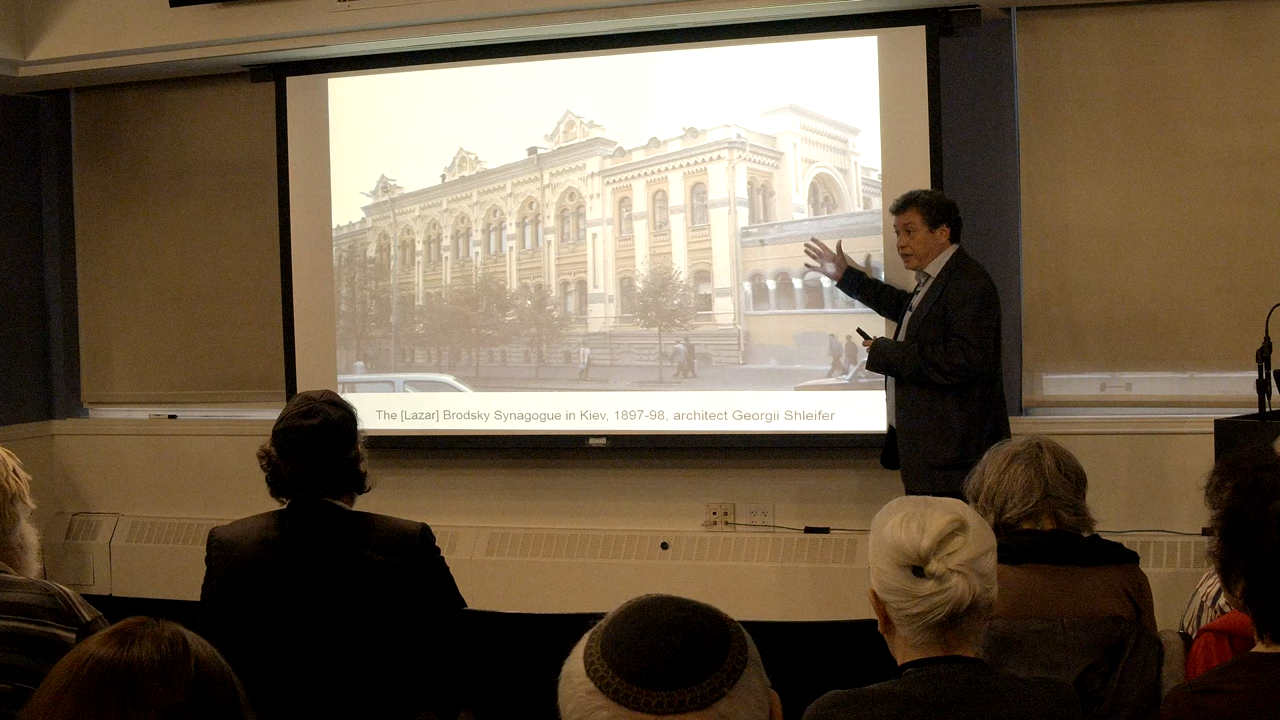 The [Lazar] Brodsky Synagogue in Kiev, 1897-98, architect Georgii Shleifer